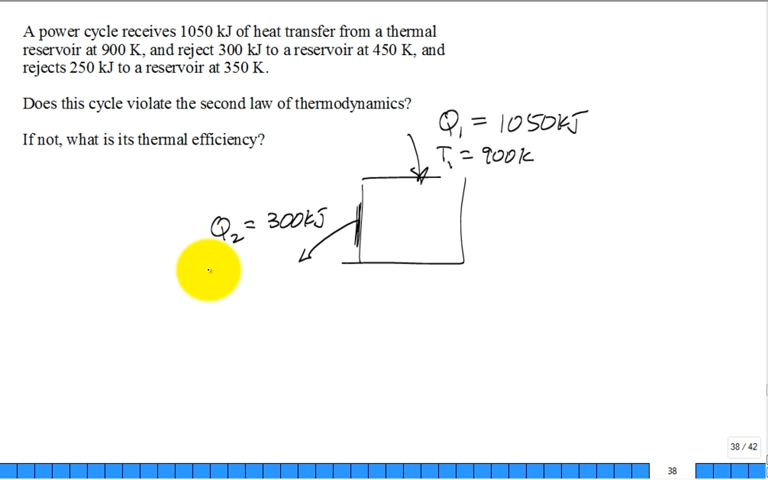 A power cycle receives 1050 kJ of heat transfer from a thermal
reservoir at 900 K, and reject 300 kJ to a reservoir at 450 K, and
rejects 250 kJ to a reservoir at 350 K.
Does this cycle violate the second law of thermodynamics?
If not, what is its thermal efficiency?
Q₁ = 1050kJ
T₁ = 900K
Q₂ = 300kJ
38 / 42
38